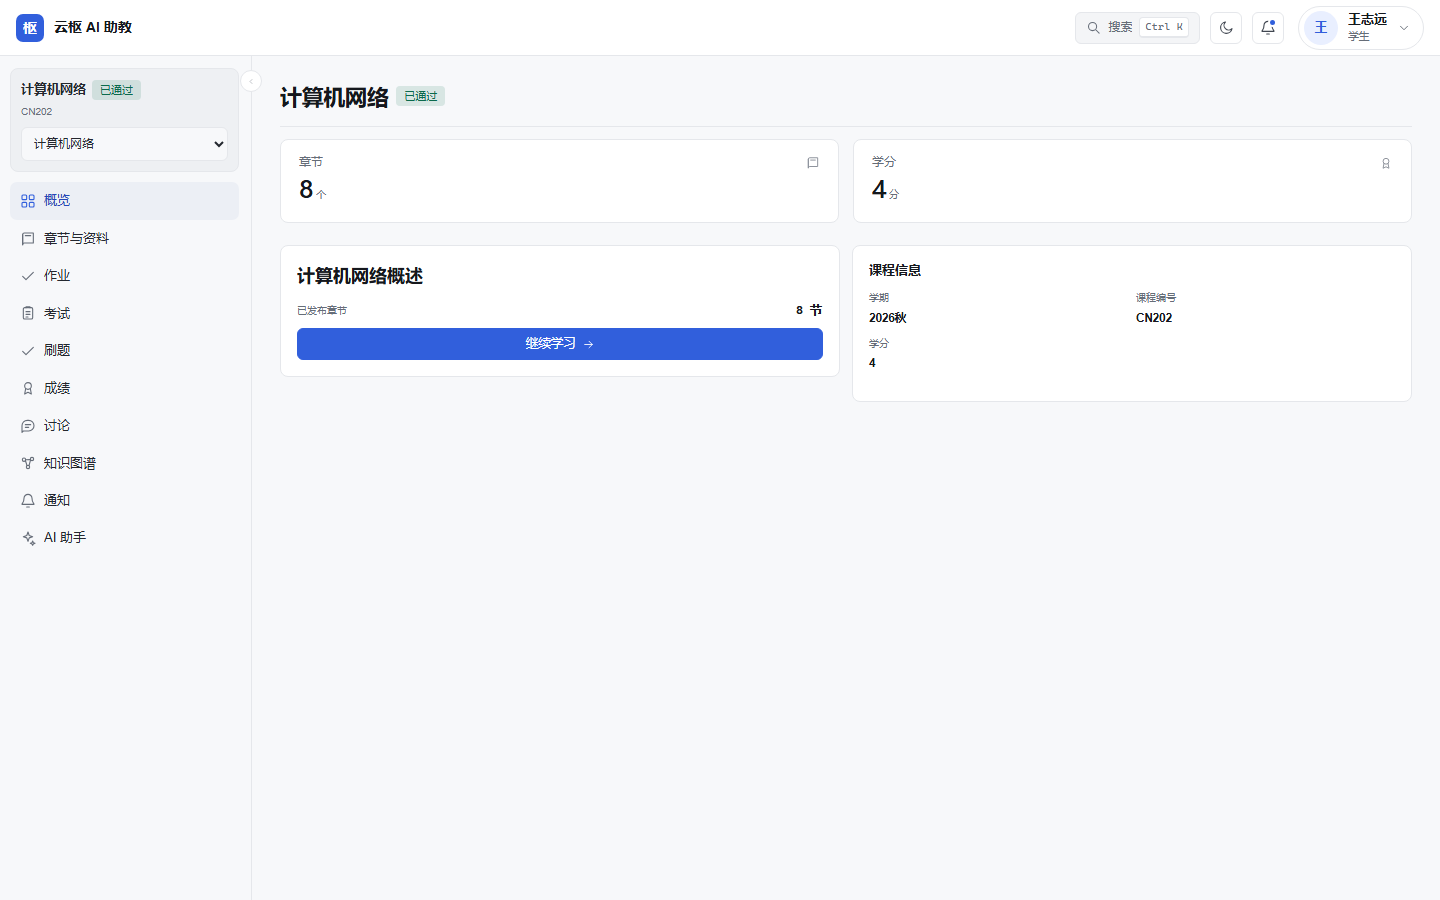 枢 云枢 AI 助教
搜索 Ctrl K
王 王志远
学生
计算机网络 已通过
CN202
计算机网络
概览
章节与资料
作业
考试
刷题
成绩
讨论
知识图谱
通知
AI 助手
计算机网络 已通过
章节
8 个
学分
4 分
计算机网络概述
已发布章节 8 节
继续学习 →
课程信息
学期 课程编号
2026秋 CN202
学分
4